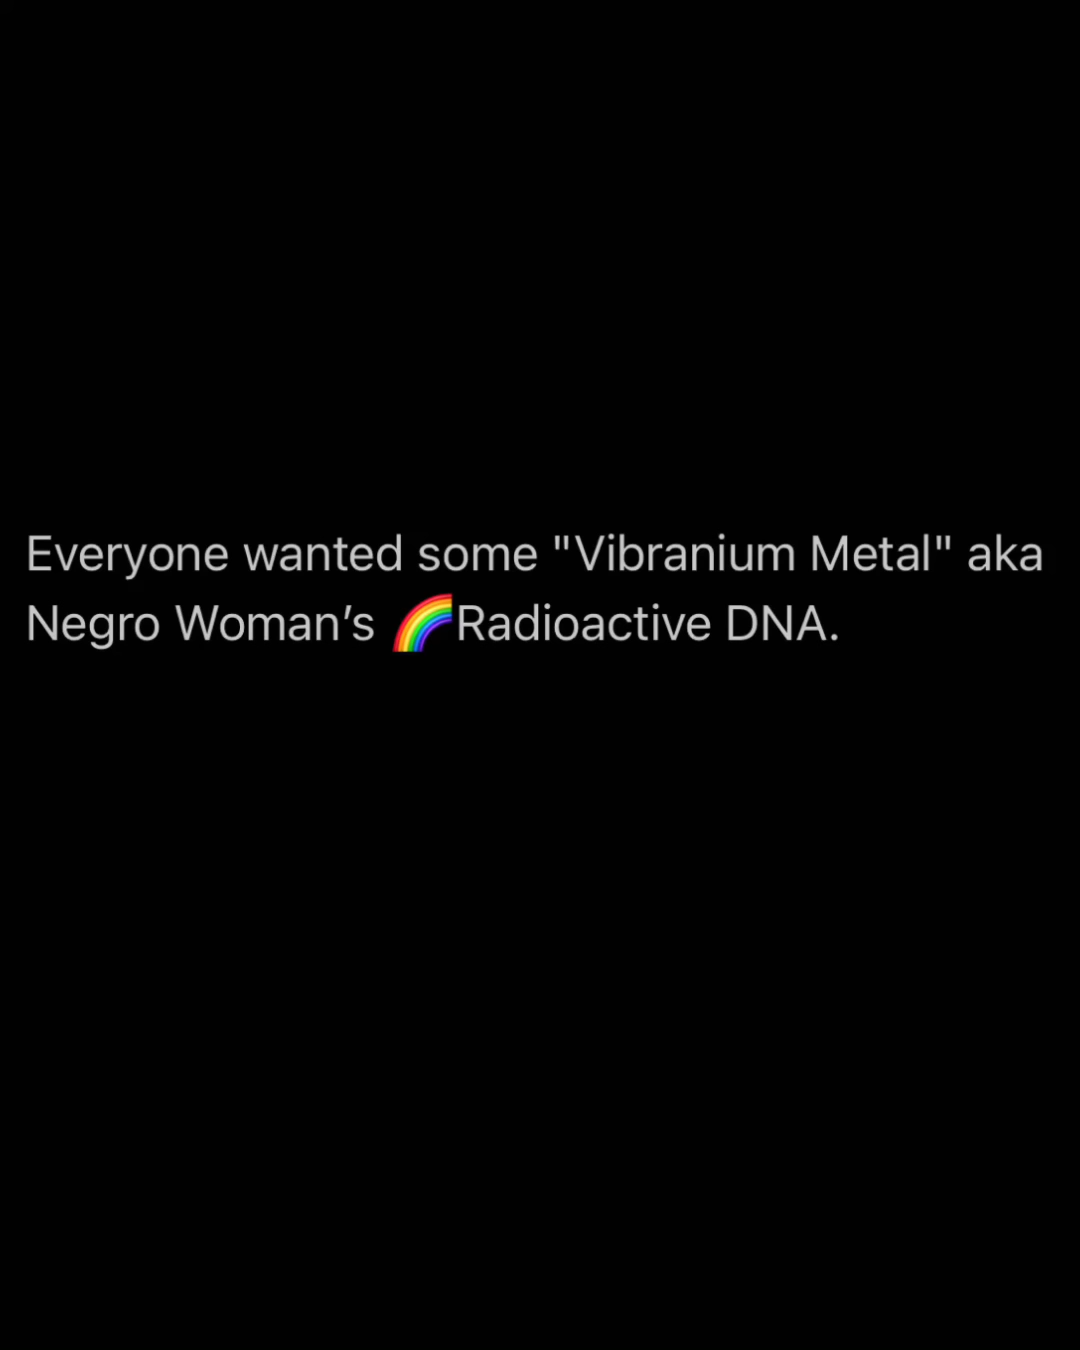 Everyone wanted some "Vibranium Metal" aka
Negro Woman’s 🌈Radioactive DNA.